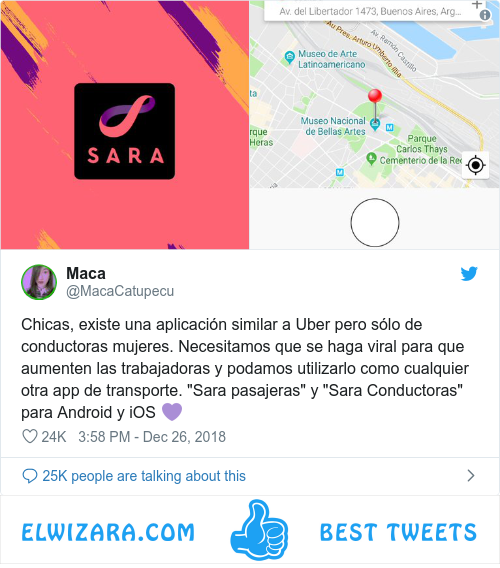 Av. del Libertador 1473, Buenos Aires, Arg...
Av. Pres.
Arturo Umberto Illia
Av. Ramón Castillo
Museo de Arte
Latinoamericano
Museo Nacional
de Bellas Artes
rque
Heras
Parque
Carlos Thays
Cementerio de la Rec
M
M
SARA
Maca
@MacaCatupecu
Chicas, existe una aplicación similar a Uber pero sólo de
conductoras mujeres. Necesitamos que se haga viral para que
aumenten las trabajadoras y podamos utilizarlo como cualquier
otra app de transporte. "Sara pasajeras" y "Sara Conductoras"
para Android y iOS 💜
24K 3:58 PM - Dec 26, 2018
25K people are talking about this
ELWIZARA.COM
BEST TWEETS